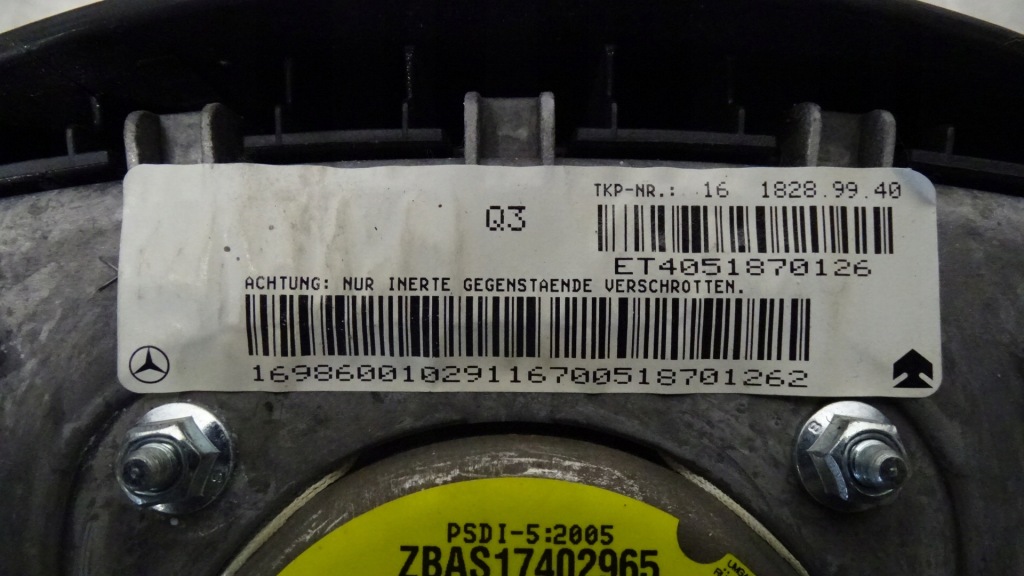 TKP-NR.: 16 1828.99.40
Q3
ET4051870126
ACHTUNG: NUR INERTE GEGENSTAENDE VERSCHROTTEN.
16986001029116700518701262
PSDI-5:2005
ZBAS17402965